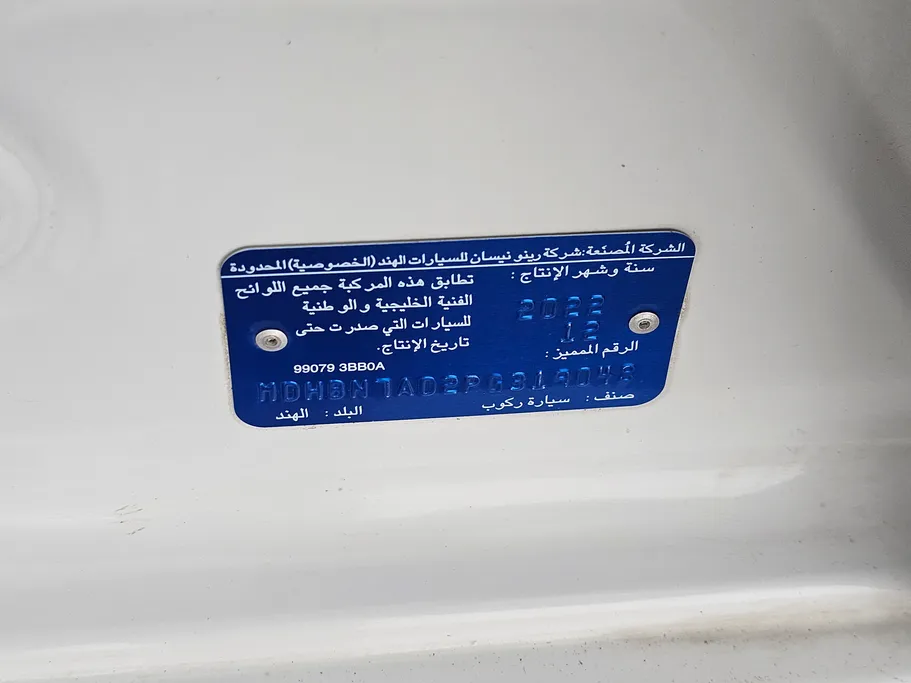 الشركة المُصنّعة:شركة رينو نيسان للسيارات الهند (الخصوصية) المحدودة
سنة وشهر الإنتاج :
2022
12
تطابق هذه المركبة جميع اللوائح
الفنية الخليجية والوطنية
للسيارات التي صدرت حتى
تاريخ الإنتاج.
الرقم المميز :
99079 3BB0A
صنف : سيارة ركوب
البلد : الهند